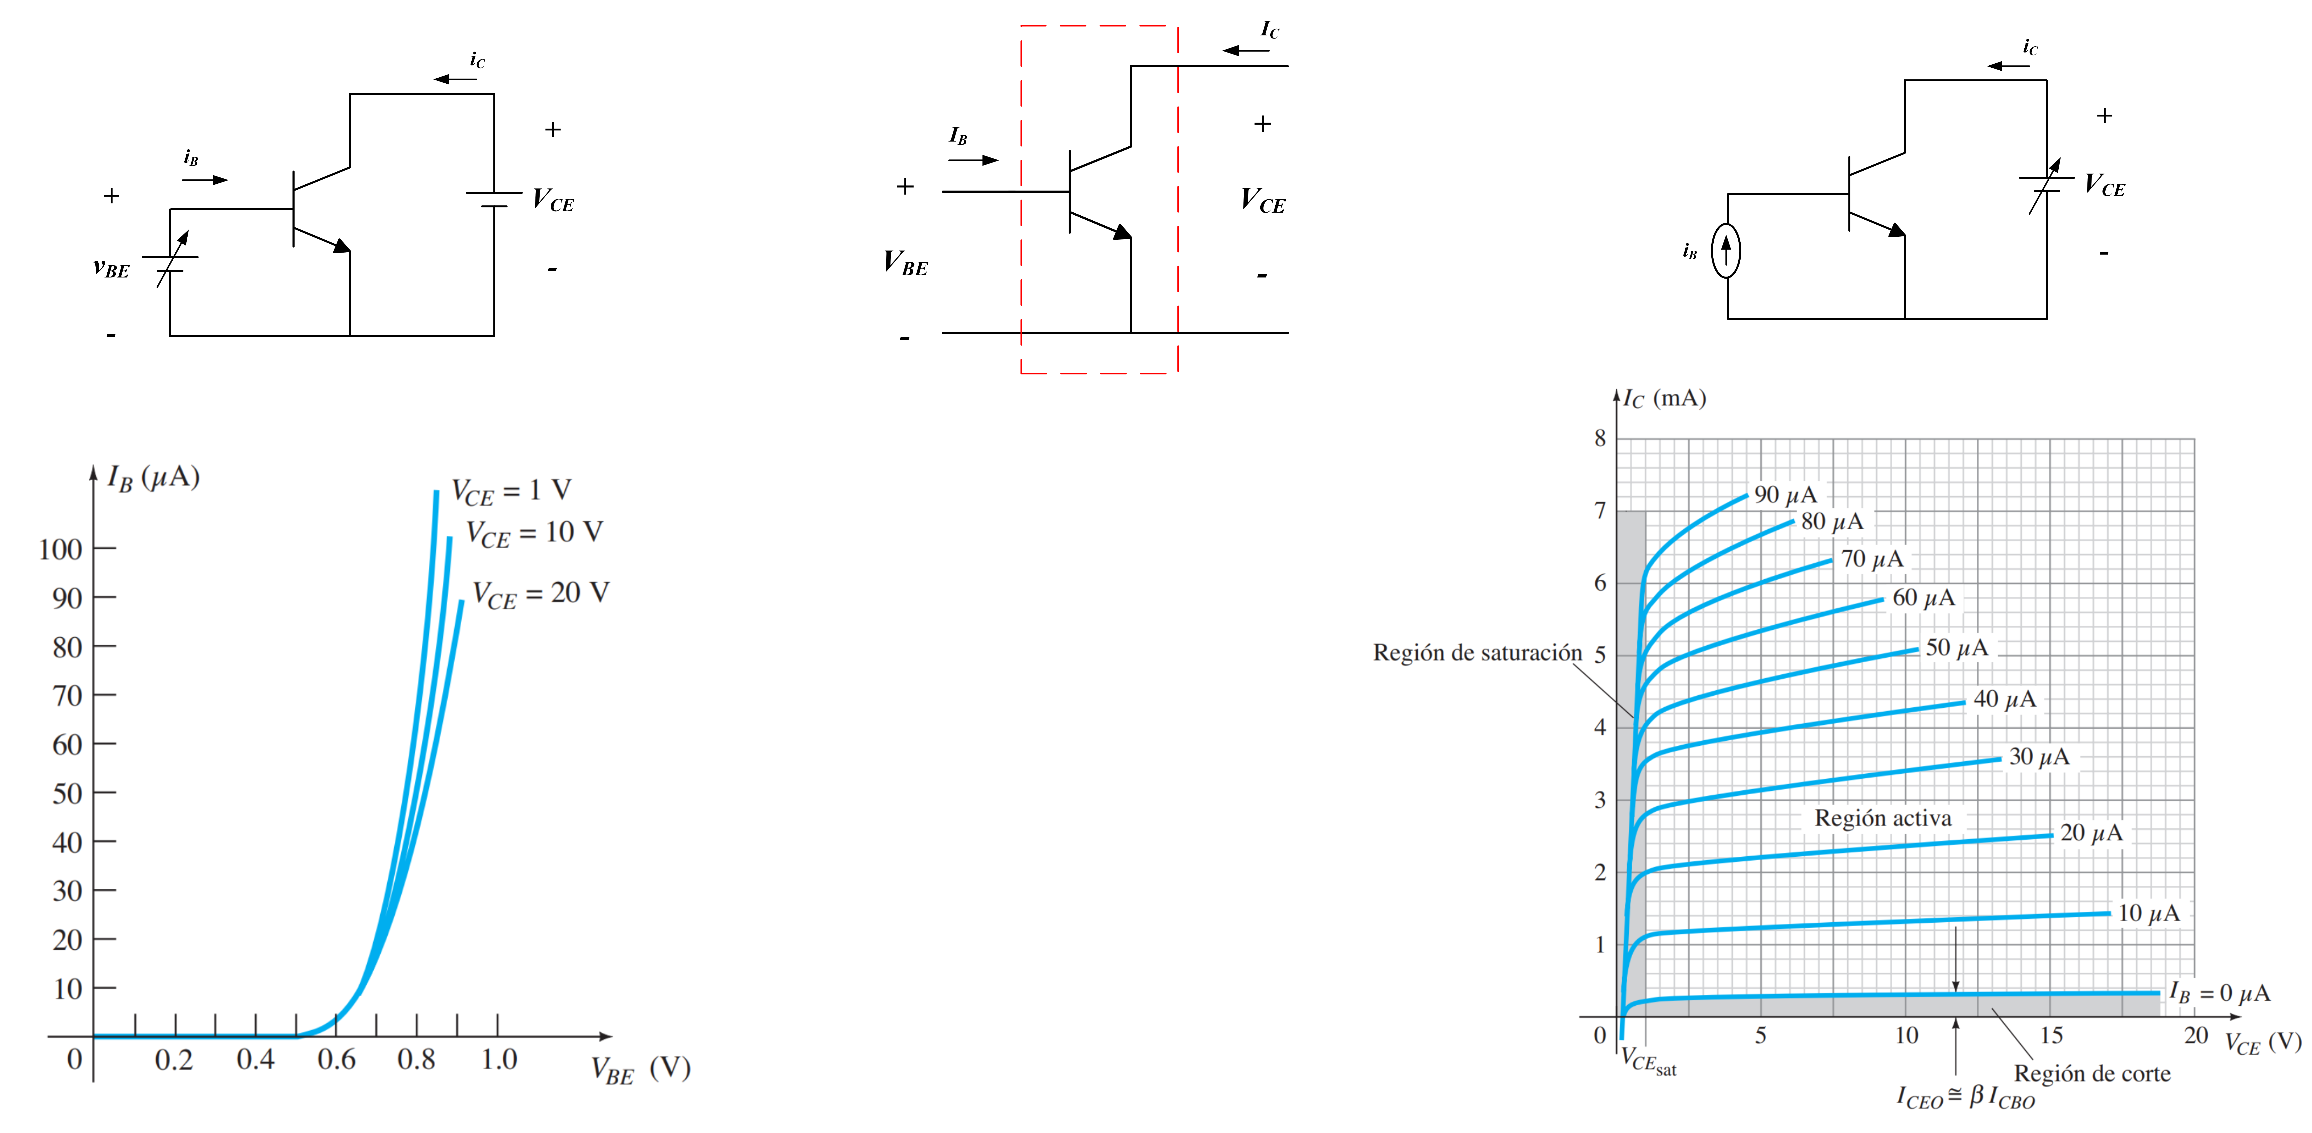 i_C
+
i_B
+
V_CE
v_BE
-
-
I_C
+
I_B
+
V_CE
V_BE
-
-
i_C
+
V_CE
i_B
-
I_B (μA)
V_CE = 1 V
V_CE = 10 V
V_CE = 20 V
100
90
80
70
60
50
40
30
20
10
0 0.2 0.4 0.6 0.8 1.0
V_BE (V)
I_C (mA)
8
7
6
5
4
3
2
1
0 5 10 15 20
V_CE (V)
90 μA
80 μA
70 μA
60 μA
50 μA
40 μA
30 μA
20 μA
10 μA
I_B = 0 μA
Región de saturación
Región activa
Región de corte
V_CEsat
I_CEO ≅ β I_CBO